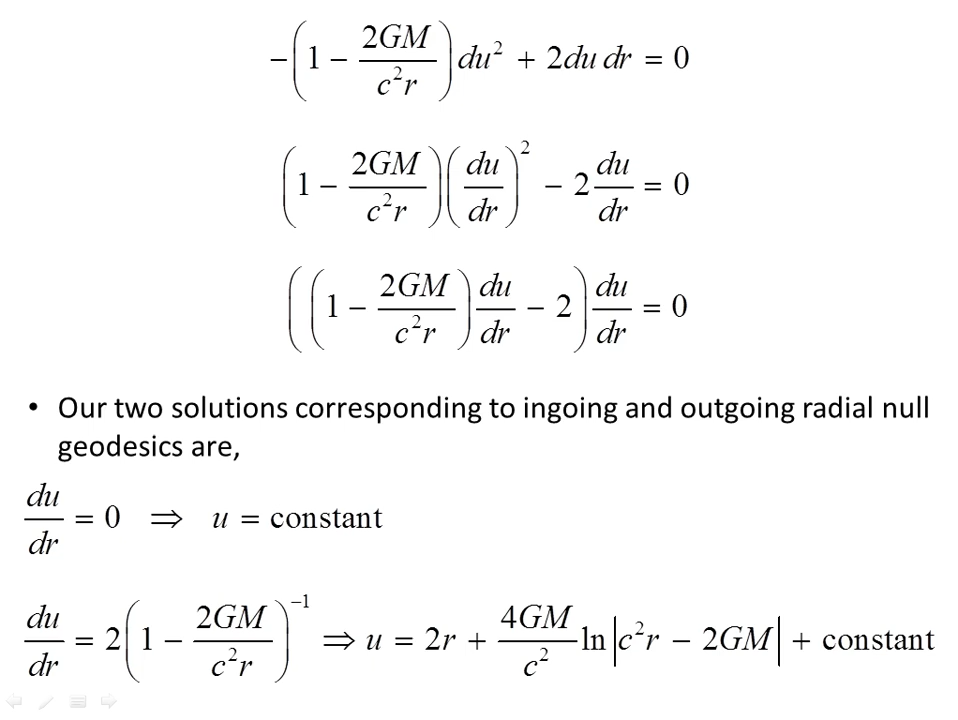 −(1 − 2GM/c²r)du² + 2du dr = 0
(1 − 2GM/c²r)(du/dr)² − 2 du/dr = 0
((1 − 2GM/c²r) du/dr − 2) du/dr = 0
• Our two solutions corresponding to ingoing and outgoing radial null
geodesics are,
du/dr = 0 ⇒ u = constant
du/dr = 2(1 − 2GM/c²r)⁻¹ ⇒ u = 2r + 4GM/c² ln|c²r − 2GM| + constant